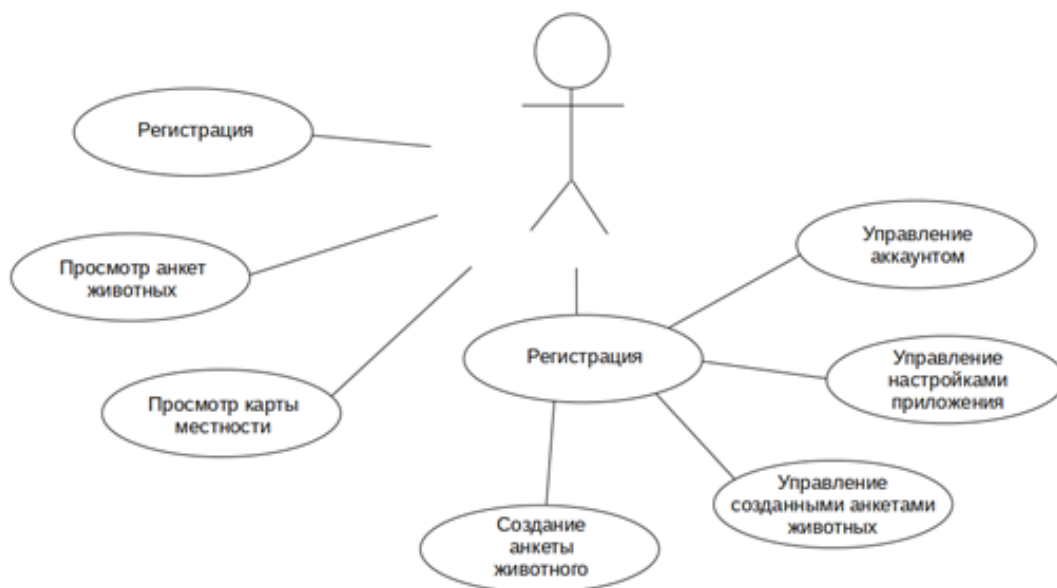 Регистрация
Просмотр анкет
животных
Просмотр карты
местности
Регистрация
Управление
аккаунтом
Управление
настройками
приложения
Управление
созданными анкетами
животных
Создание
анкеты
животного